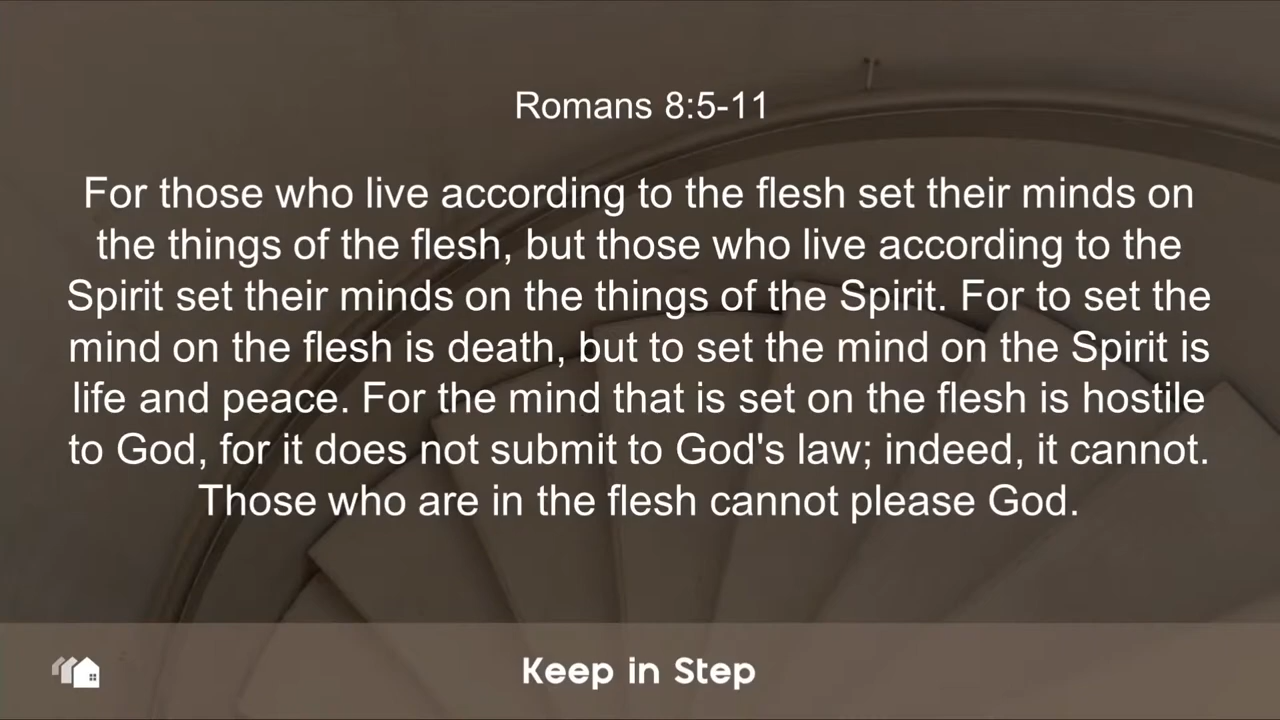 Romans 8:5-11
For those who live according to the flesh set their minds on
the things of the flesh, but those who live according to the
Spirit set their minds on the things of the Spirit. For to set the
mind on the flesh is death, but to set the mind on the Spirit is
life and peace. For the mind that is set on the flesh is hostile
to God, for it does not submit to God's law; indeed, it cannot.
Those who are in the flesh cannot please God.
Keep in Step